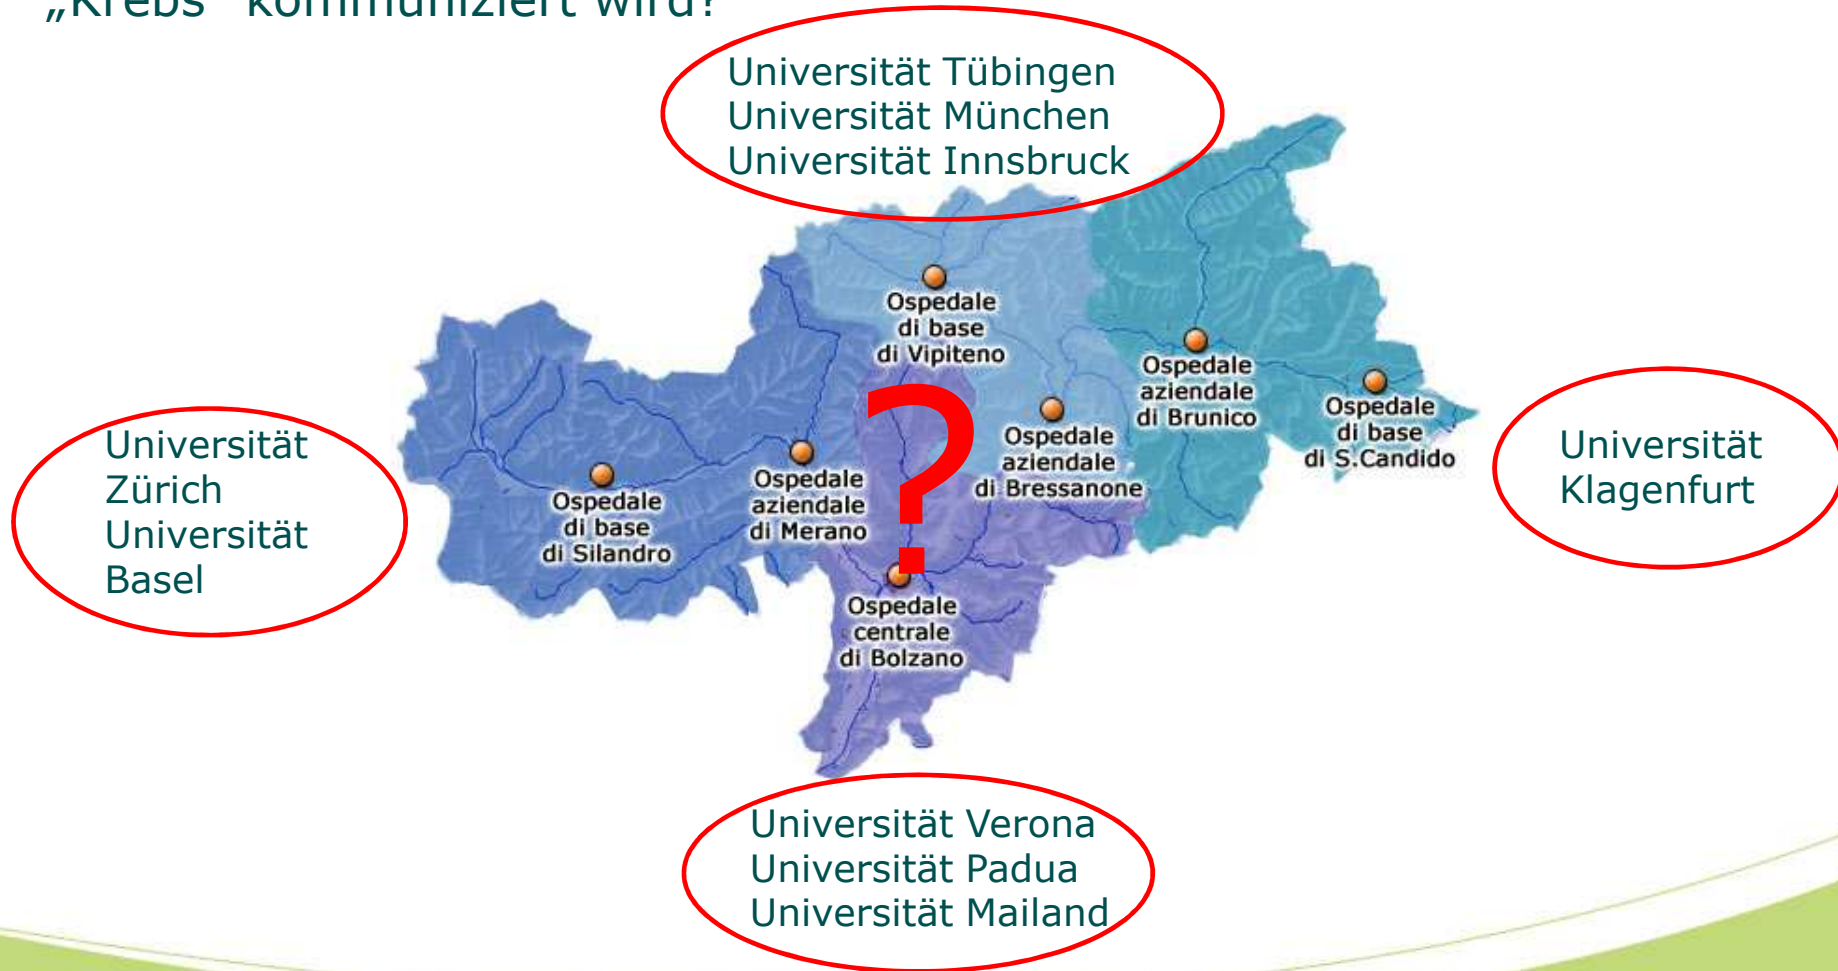 „Krebs“ kommuniziert wird?
Universität Tübingen
Universität München
Universität Innsbruck
Ospedale
di base
di Vipiteno
Ospedale
aziendale
di Brunico
Ospedale
di base
di S.Candido
Ospedale
aziendale
di Bressanone
Ospedale
aziendale
di Merano
Ospedale
di base
di Silandro
?
Ospedale
centrale
di Bolzano
Universität
Zürich
Universität
Basel
Universität
Klagenfurt
Universität Verona
Universität Padua
Universität Mailand